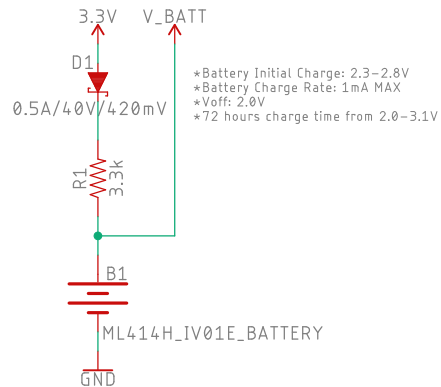 3.3V V_BATT
D1
0.5A/40V/420mV
*Battery Initial Charge: 2.3-2.8V
*Battery Charge Rate: 1mA MAX
*Voff: 2.0V
*72 hours charge time from 2.0-3.1V
R1
3.3k
B1
ML414H_IV01E_BATTERY
GND